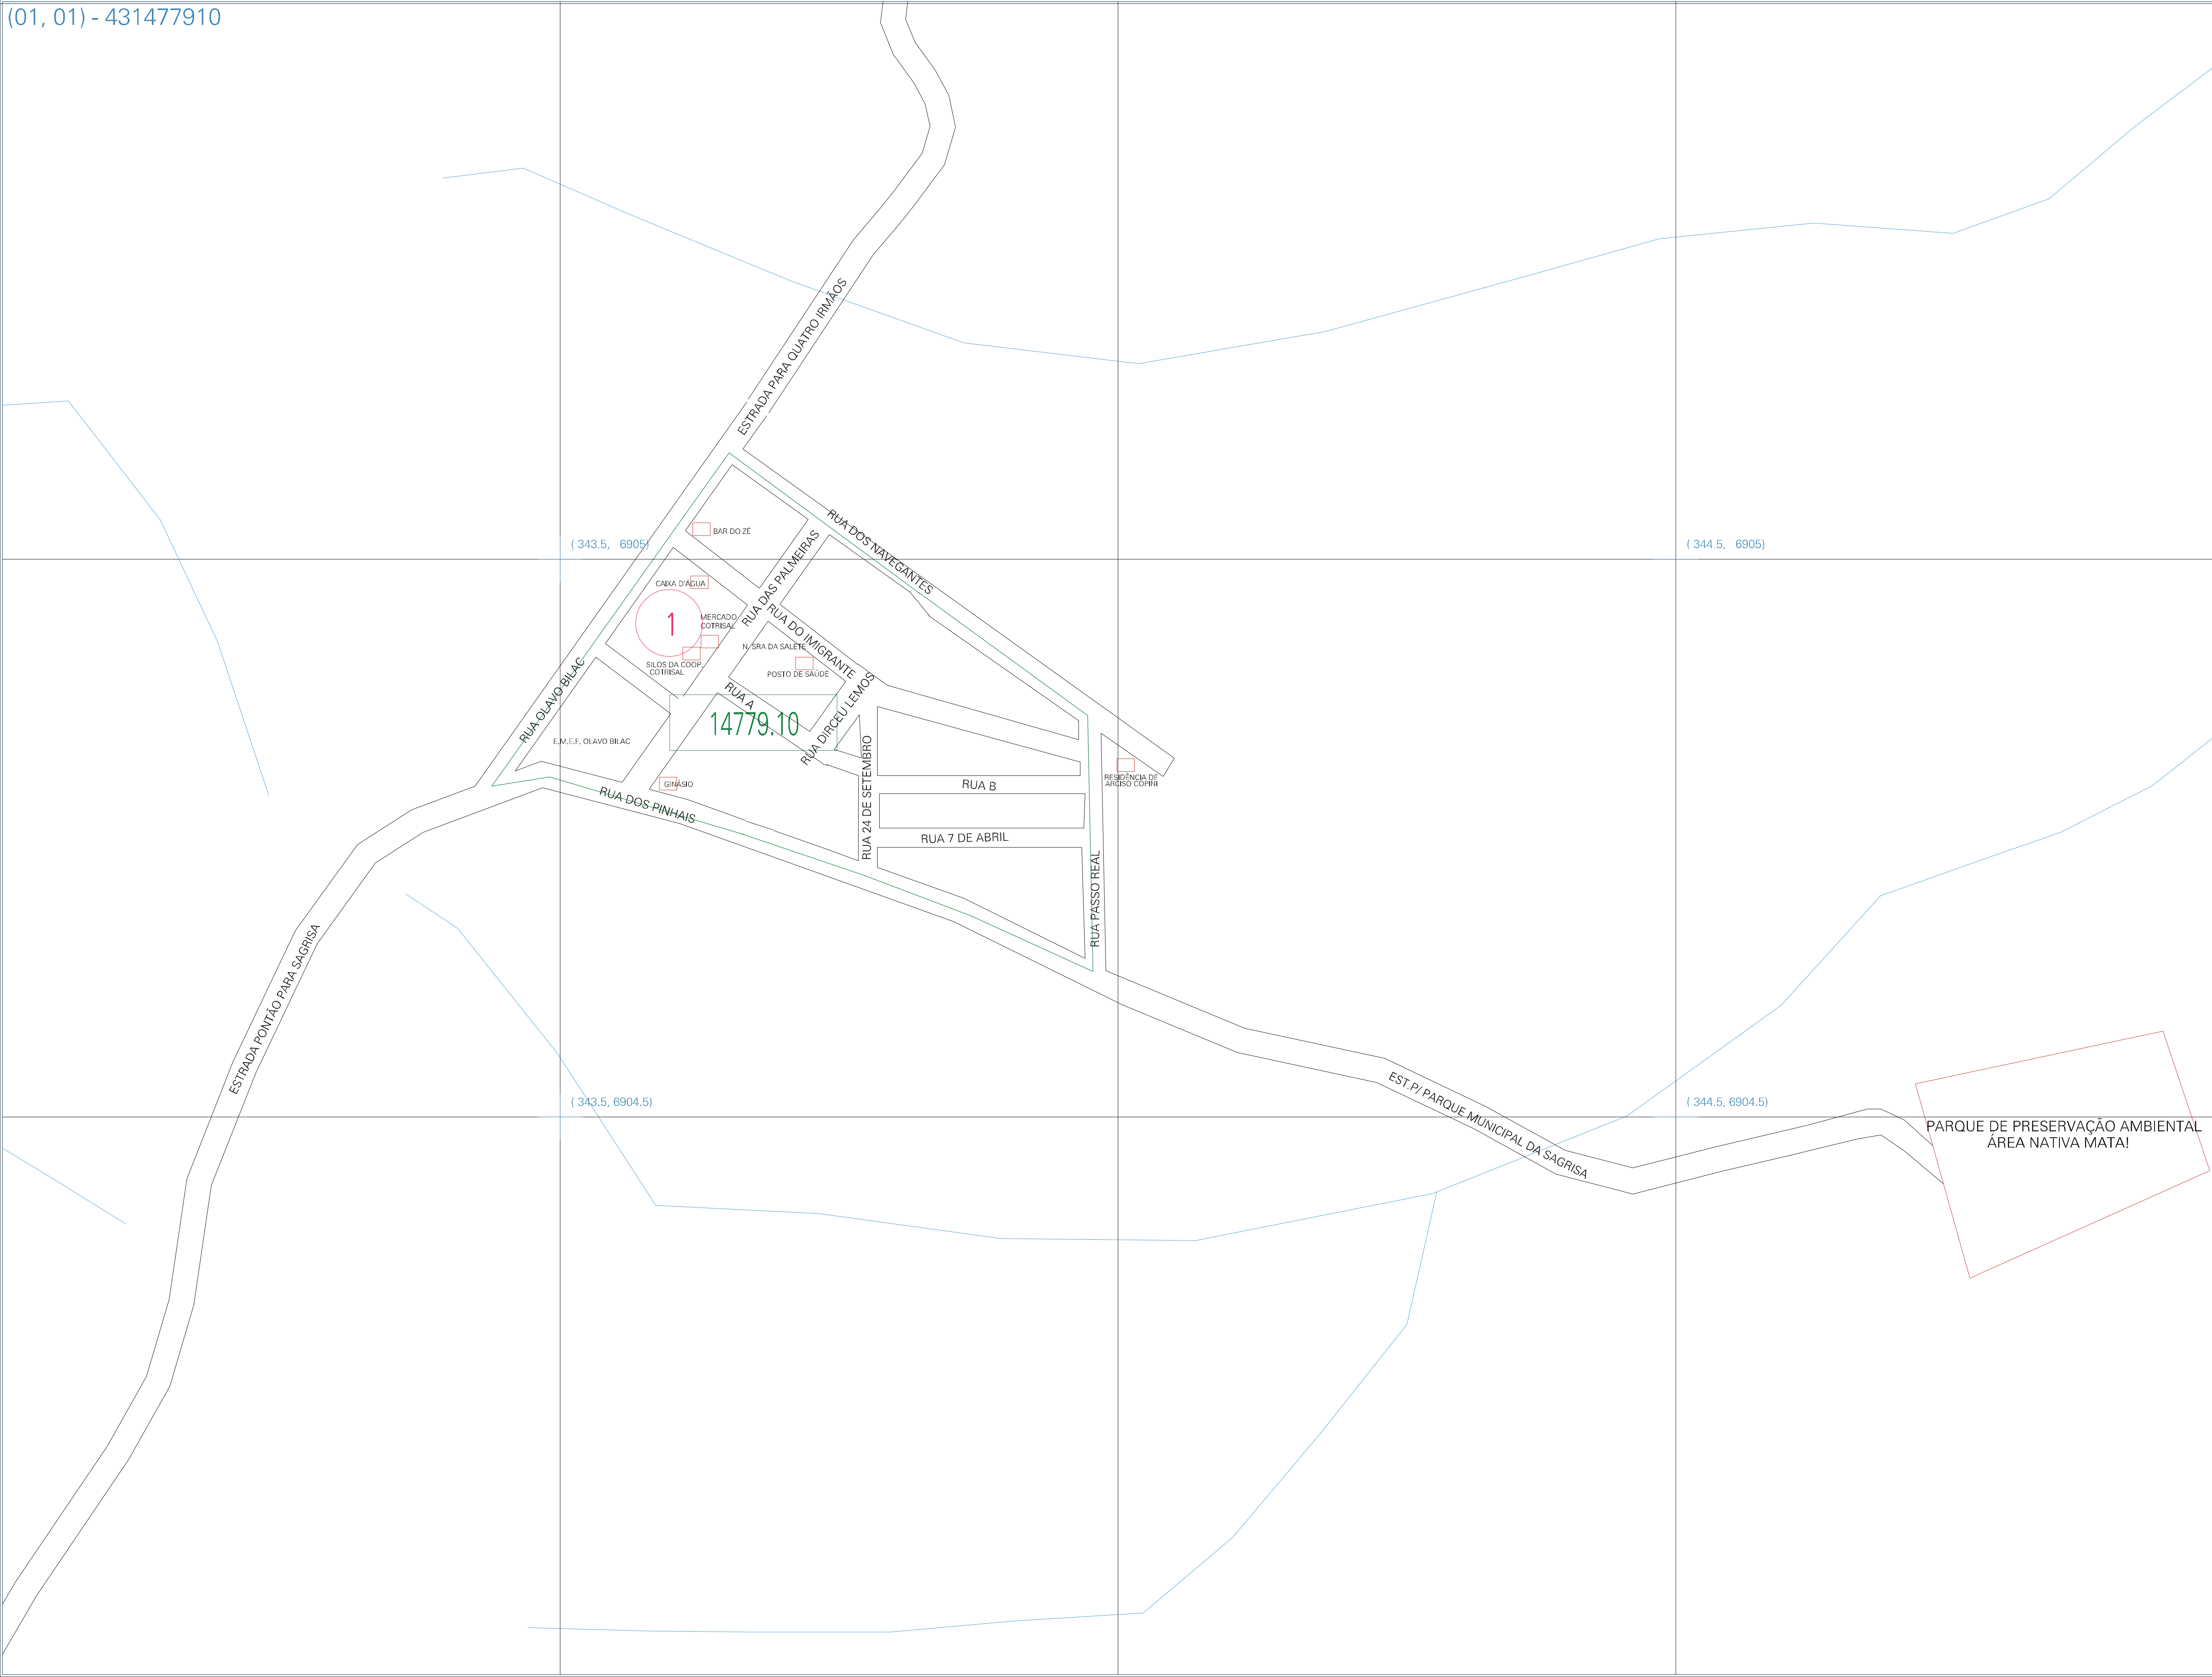 (01, 01) - 431477910
ESTRADA PARA QUATRO IRMÃOS
RUA DOS NAVEGANTES
BAR DO ZÉ
( 343.5, 6905)
( 344.5, 6905)
RUA DAS PALMEIRAS
CAIXA D'ÁGUA
1
MERCADO
COTRISAL
RUA DO IMIGRANTE
N. SRA DA SALETE
SILOS DA COOP.
COTRISAL
POSTO DE SAÚDE
RUA OLAVO BILAC
RUA A
14779.10
RUA DIRCEU LEMOS
E.M.E.F. OLAVO BILAC
RUA 24 DE SETEMBRO
GINÁSIO
RUA DOS PINHAIS
RUA B
RESIDÊNCIA DE
ARCISO COPINI
RUA 7 DE ABRIL
RUA PASSO REAL
ESTRADA PONTÃO PARA SAGRISA
( 343.5, 6904.5)
( 344.5, 6904.5)
EST.P/ PARQUE MUNICIPAL DA SAGRISA
PARQUE DE PRESERVAÇÃO AMBIENTAL
ÁREA NATIVA MATA!